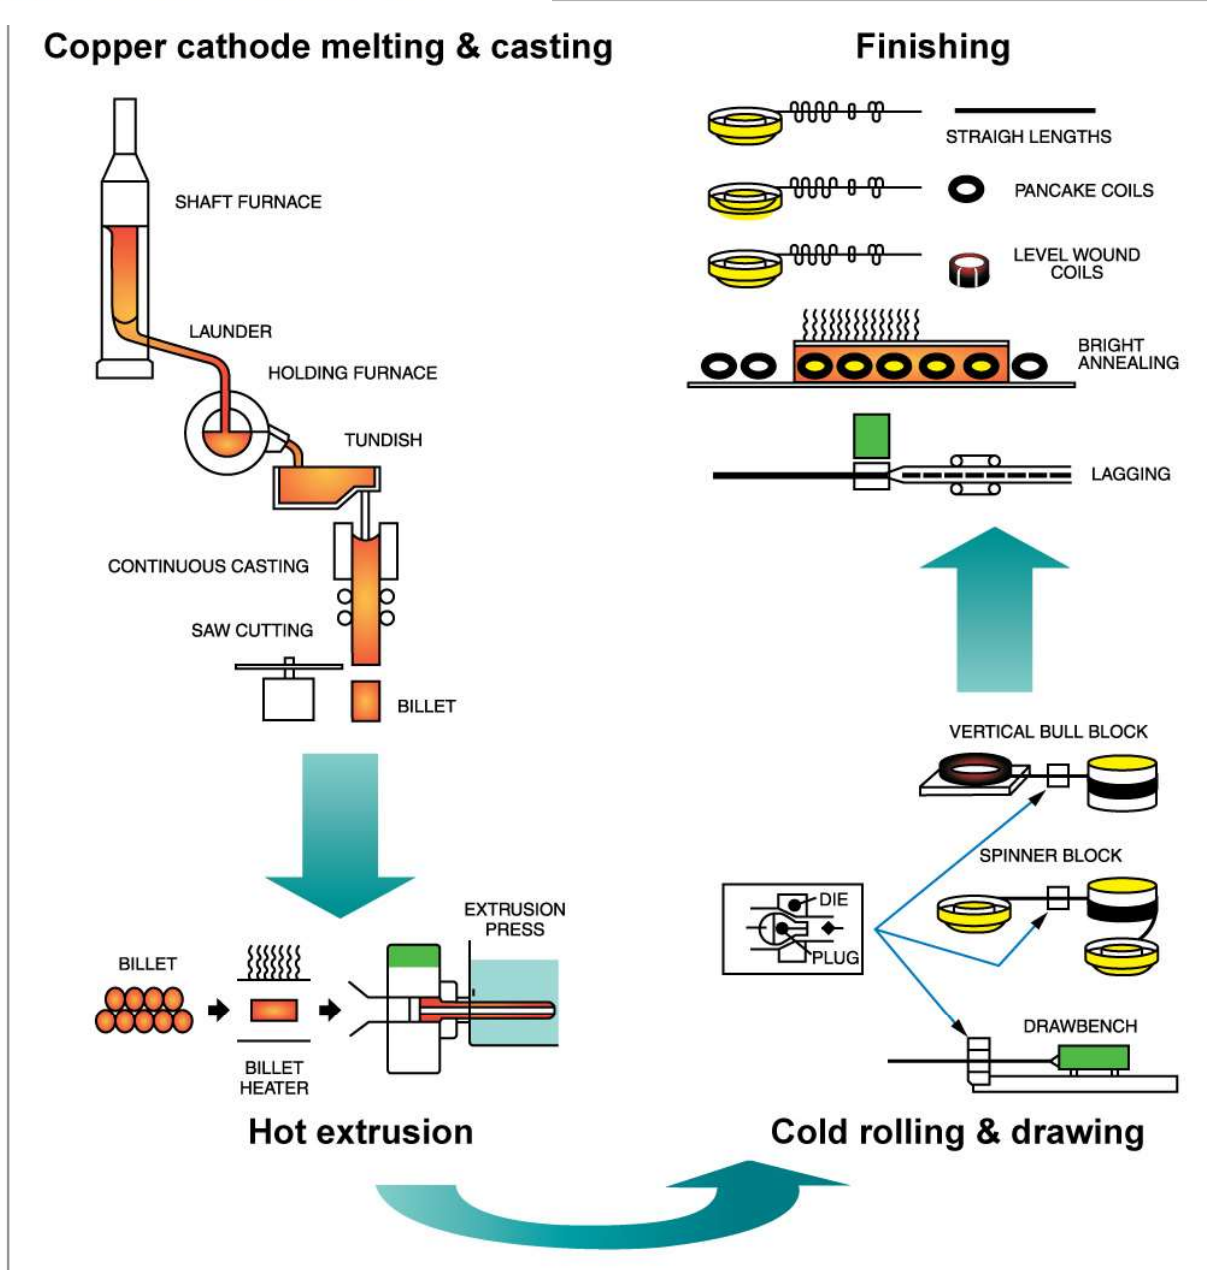 Copper cathode melting & casting
SHAFT FURNACE
LAUNDER
HOLDING FURNACE
TUNDISH
CONTINUOUS CASTING
SAW CUTTING
BILLET
BILLET
BILLET
HEATER
EXTRUSION
PRESS
Hot extrusion
Finishing
STRAIGH LENGTHS
PANCAKE COILS
LEVEL WOUND
COILS
BRIGHT
ANNEALING
LAGGING
VERTICAL BULL BLOCK
SPINNER BLOCK
DIE
PLUG
DRAWBENCH
Cold rolling & drawing